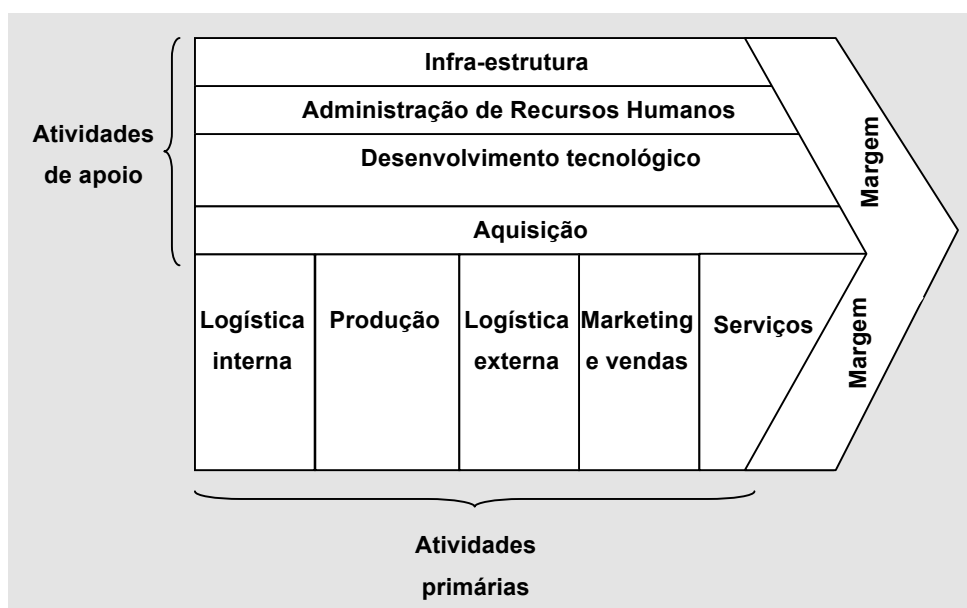 Infra-estrutura
Administração de Recursos Humanos
Desenvolvimento tecnológico
Aquisição
Atividades
de apoio
Margem
Logística
interna
Produção
Logística
externa
Marketing
e vendas
Serviços
Margem
Atividades
primárias